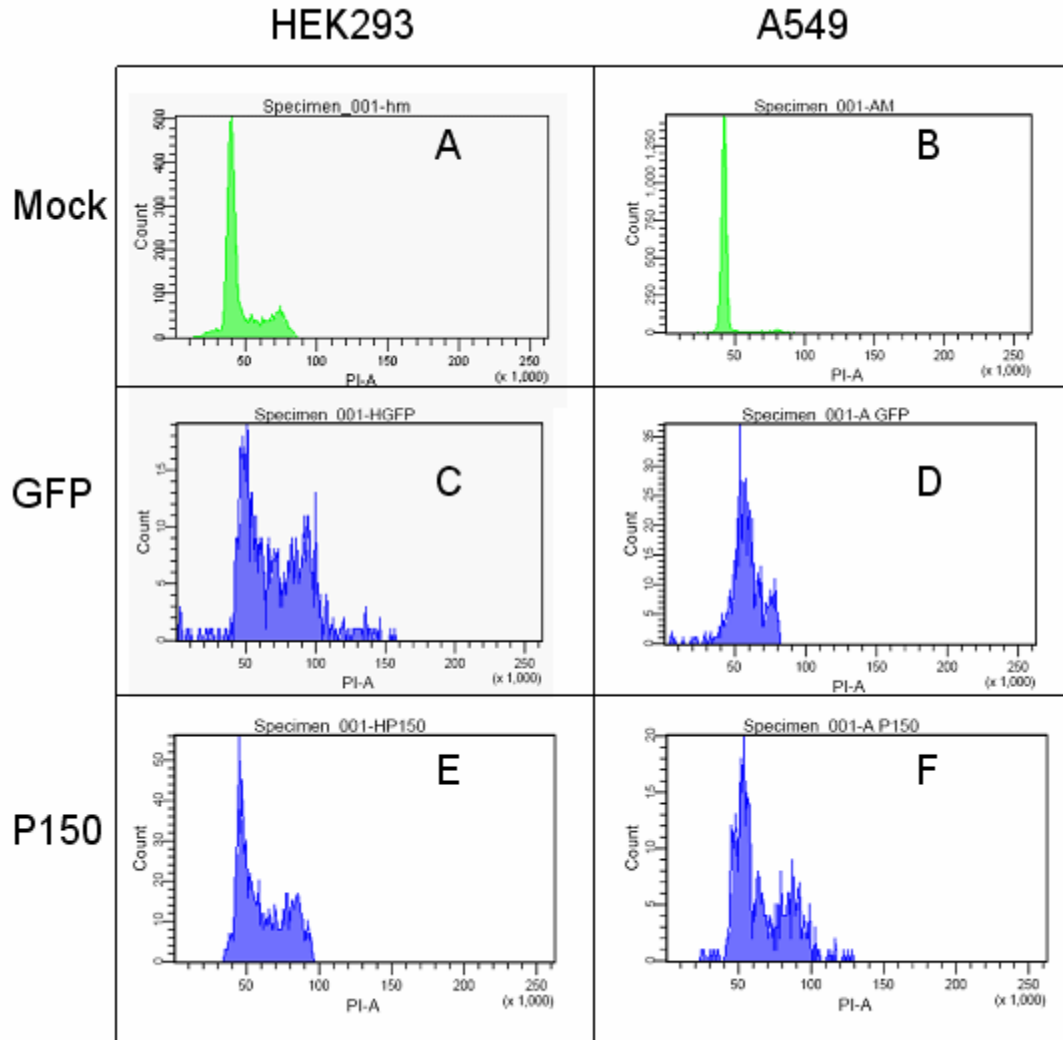 HEK293 A549
Mock
Specimen_001-hm
A
Count
0 100 200 300 400 500
50 100 150 200 250
PI-A (x 1,000)
Specimen_001-AM
B
Count
0 250 500 750 1,000 1,250
50 100 150 200 250
PI-A (x 1,000)
GFP
Specimen_001-HGFP
C
Count
0 5 10 15
50 100 150 200 250
PI-A (x 1,000)
Specimen_001-A GFP
D
Count
0 5 10 15 20 25 30 35
50 100 150 200 250
PI-A (x 1,000)
P150
Specimen_001-HP150
E
Count
0 10 20 30 40 50
50 100 150 200 250
PI-A (x 1,000)
Specimen_001-A P150
F
Count
0 5 10 15 20
50 100 150 200 250
PI-A (x 1,000)